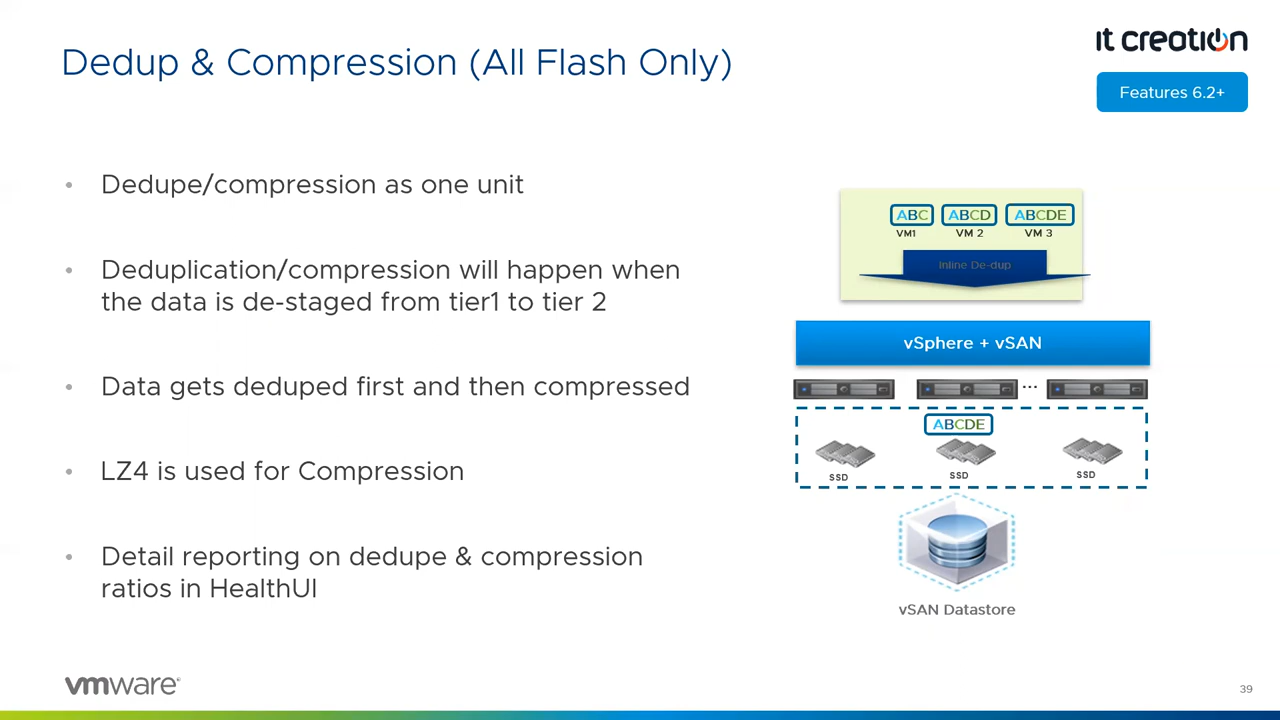 it creation
Dedup & Compression (All Flash Only)
Features 6.2+
• Dedupe/compression as one unit
• Deduplication/compression will happen when
the data is de-staged from tier1 to tier 2
• Data gets deduped first and then compressed
• LZ4 is used for Compression
• Detail reporting on dedupe & compression
ratios in HealthUI
ABC ABCD ABCDE
VM1 VM 2 VM 3
Inline De-dup
vSphere + vSAN
...
ABCDE
SSD SSD SSD
vSAN Datastore
vmware®
39